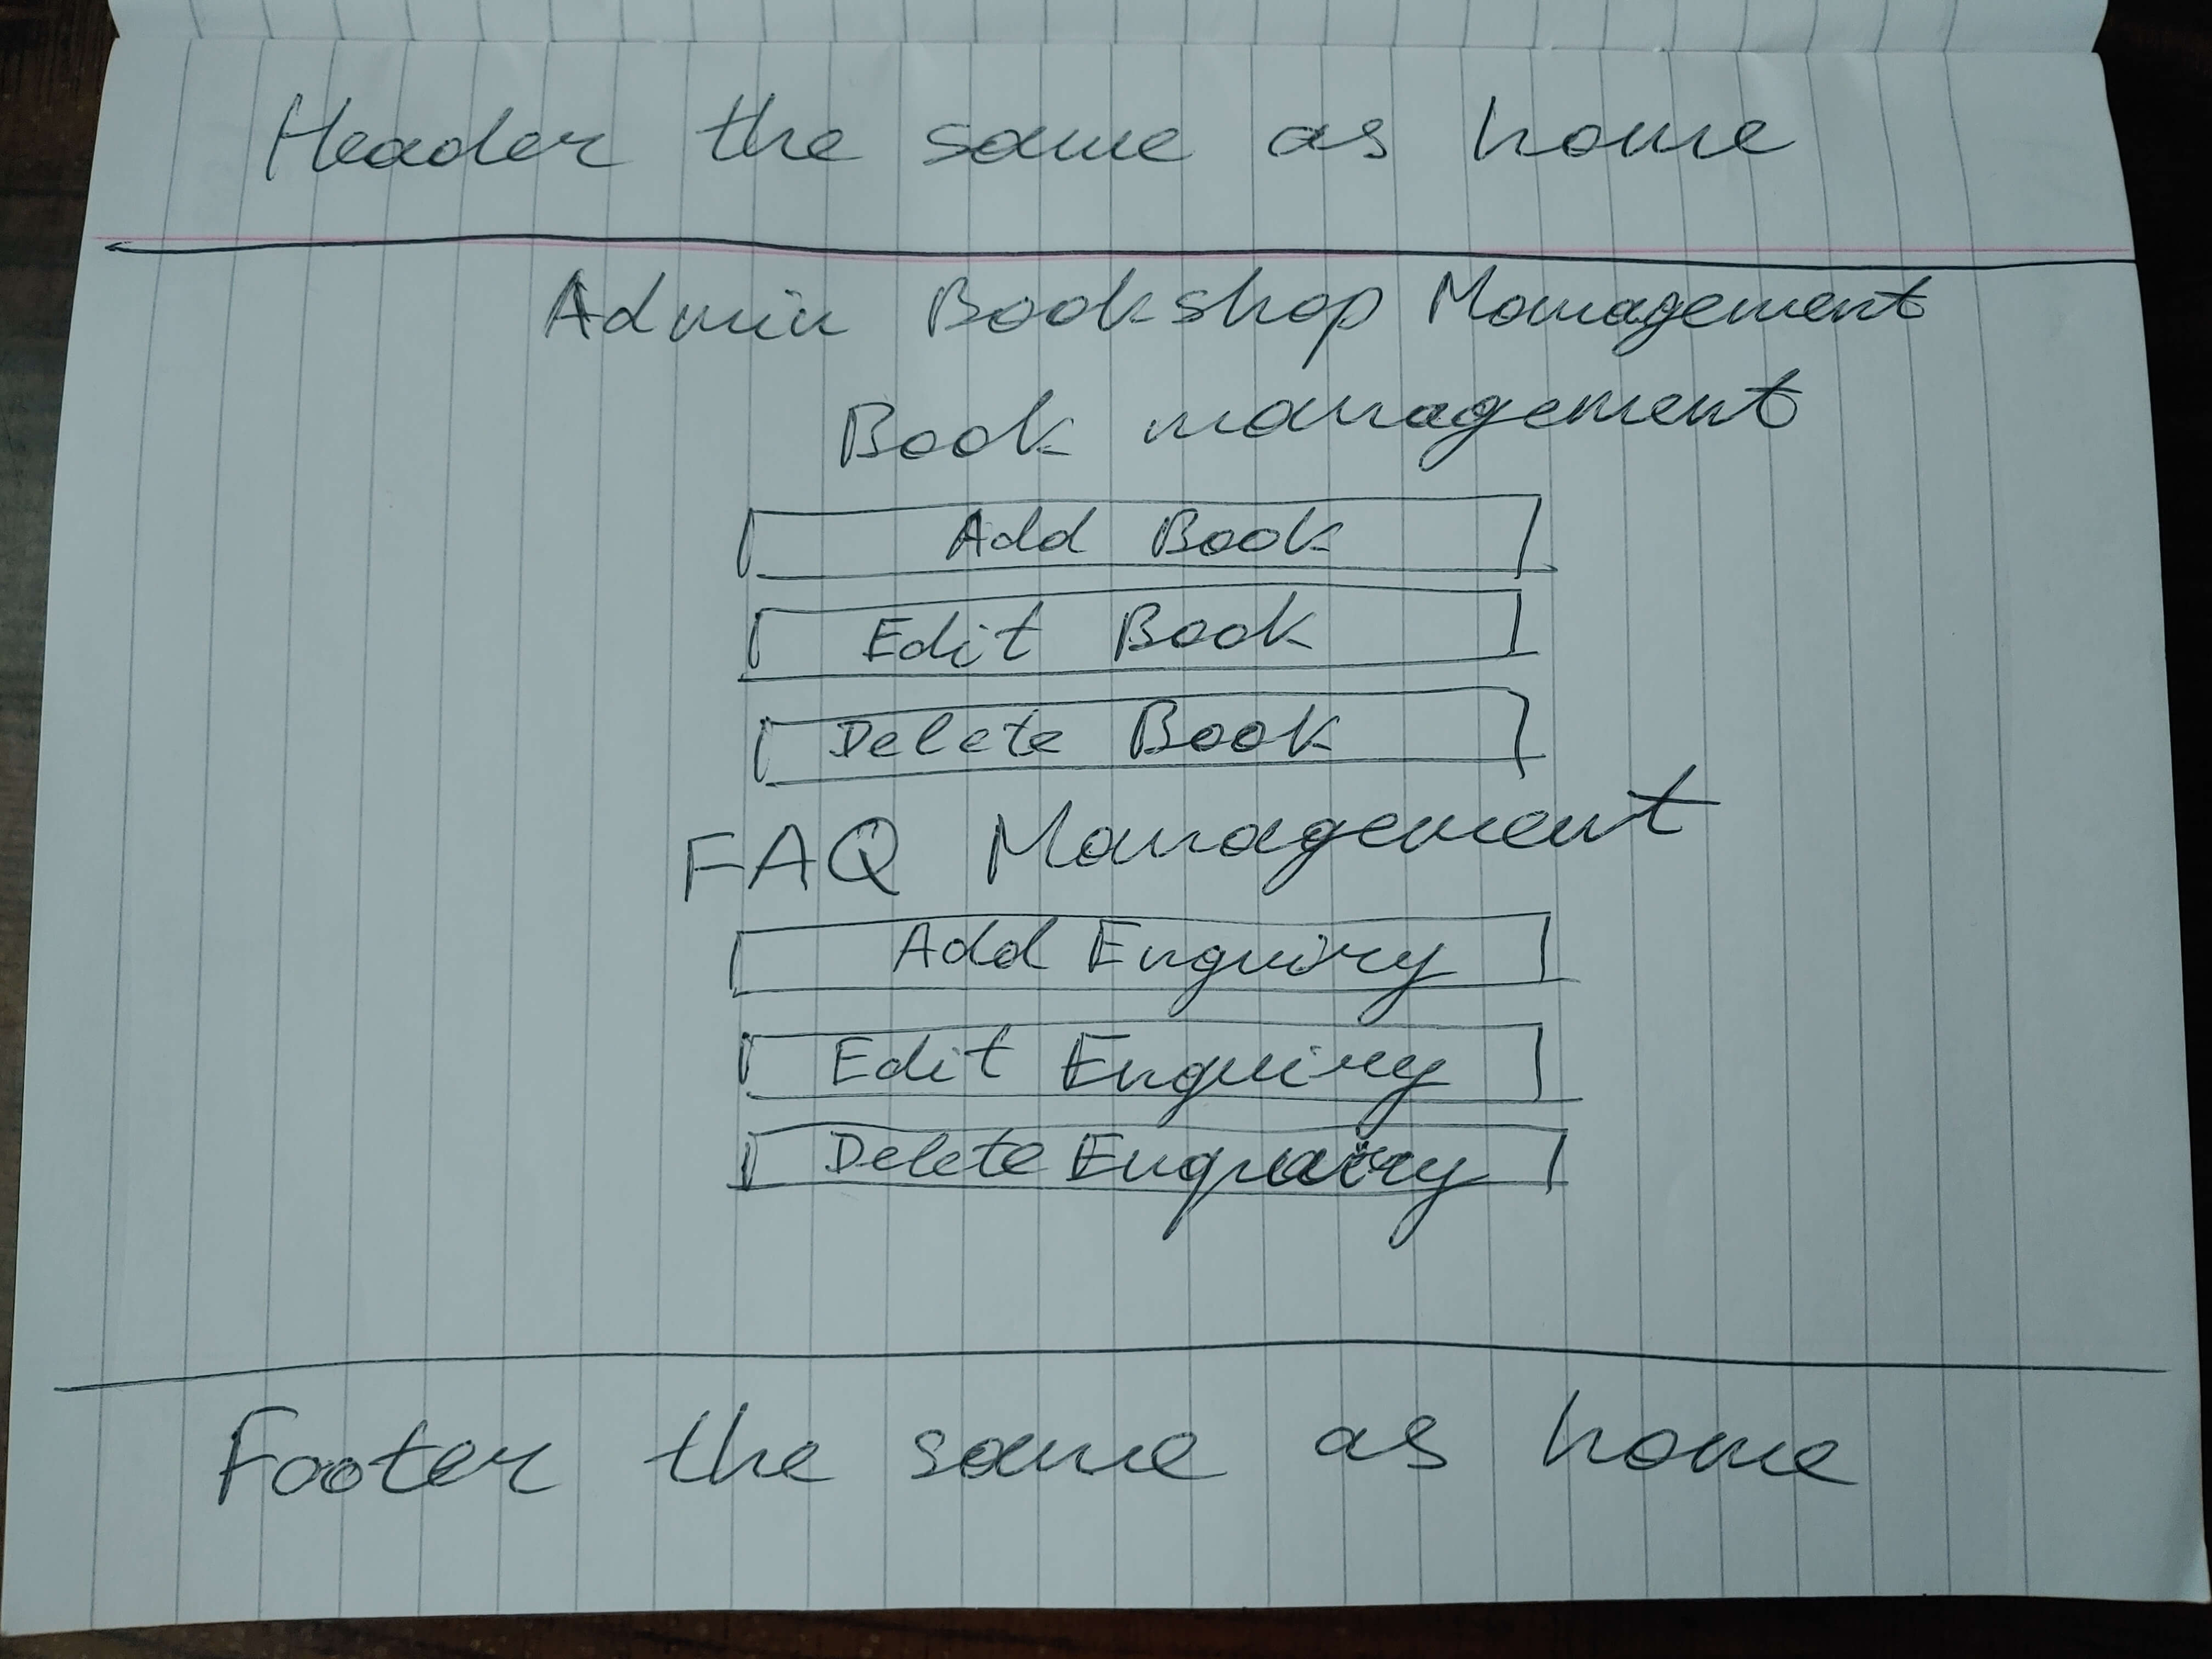 Header the same as home
Admin Bookshop Management
Book management
Add Book
Edit Book
Delete Book
FAQ Management
Add Enquiry
Edit Enquiry
Delete Enquiry
Footer the same as home